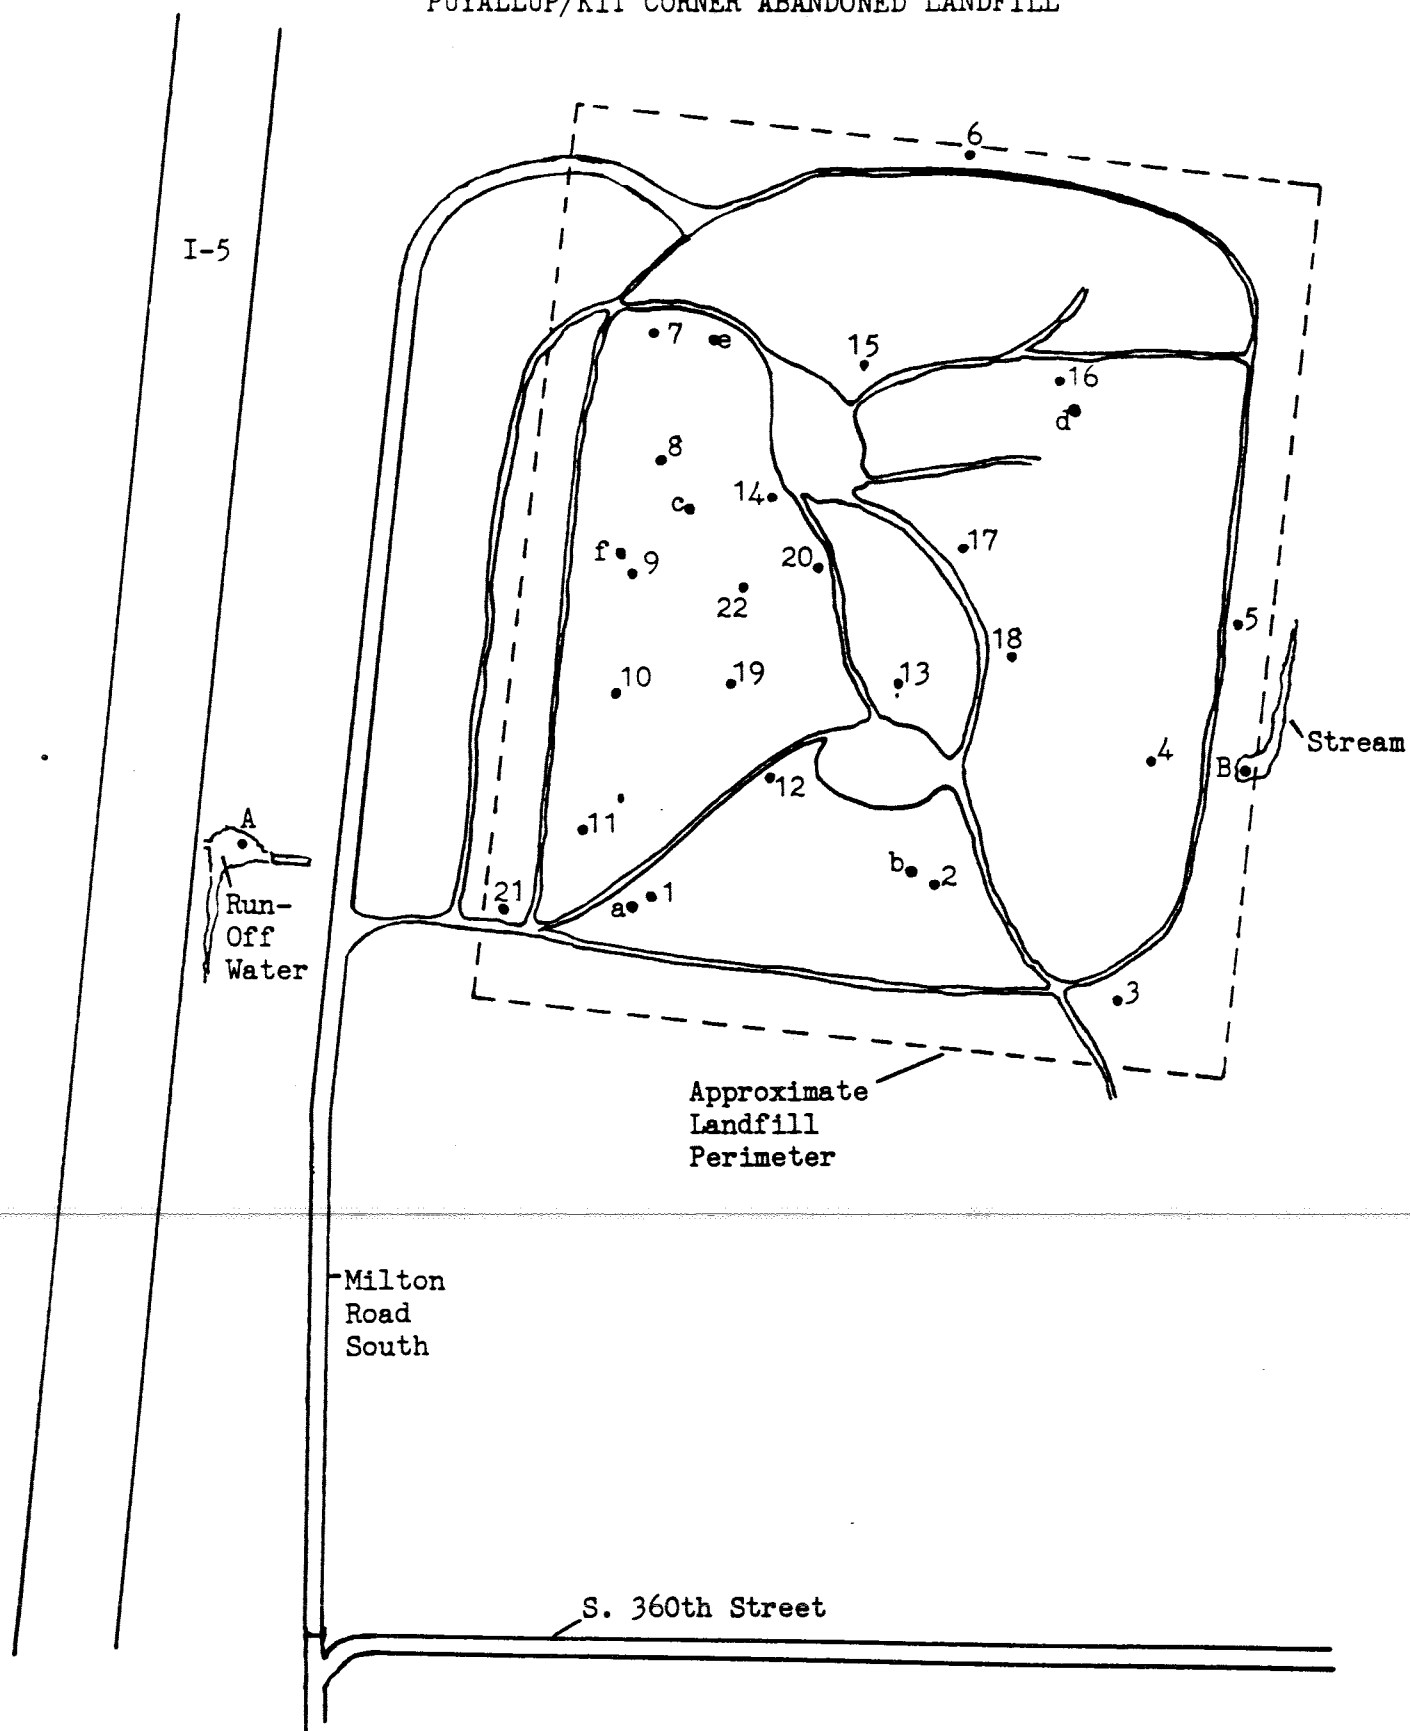 PUYALLUP/KIT CORNER ABANDONED LANDFILL
6
I-5
7
e
15
16
d
8
c
14
f
9
20
17
22
18
5
10
19
13
Stream
4
B
12
A
11
b
2
21
1
a
Run-
Off
Water
3
Approximate
Landfill
Perimeter
Milton
Road
South
S. 360th Street